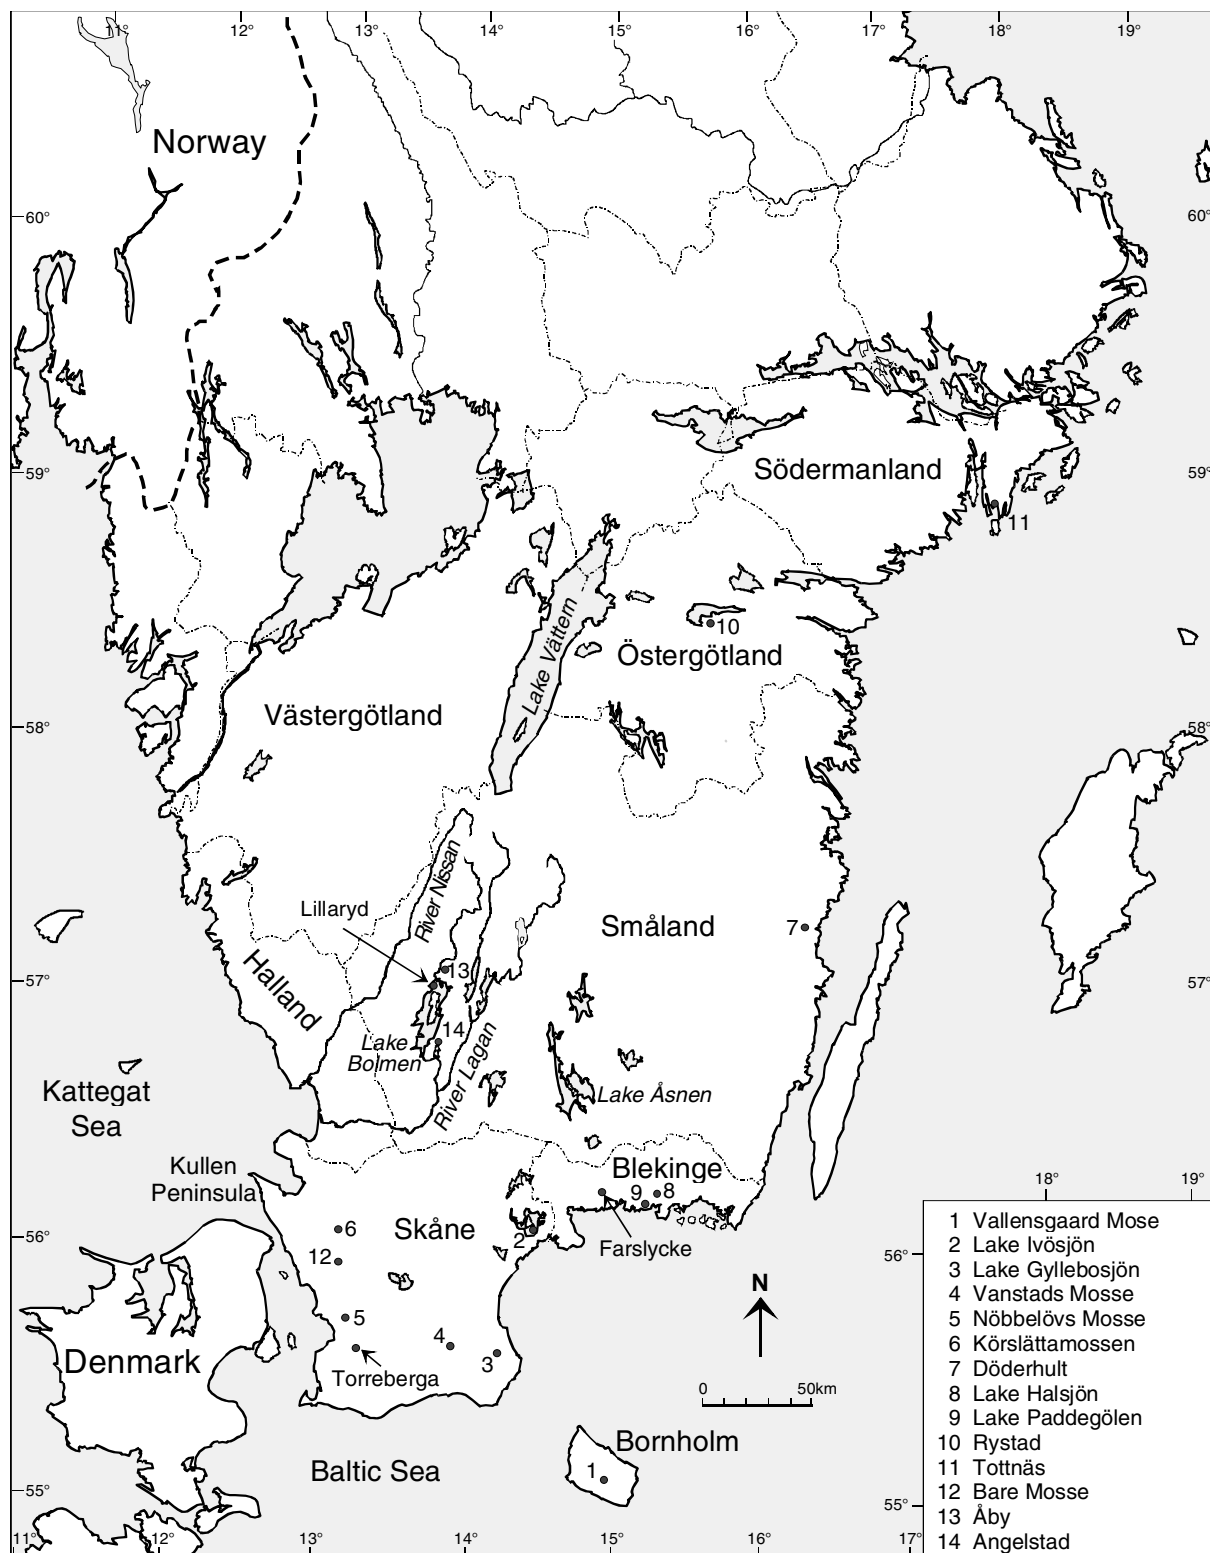 11° 12° 13° 14° 15° 16° 17° 18° 19°
Norway
60° 60°
59° 59°
Södermanland
11
10
Östergötland
Lake Vättern
Västergötland
58° 58°
River Nissan
Lillaryd
Småland
7
Halland
13
57° 57°
14
Lake
Bolmen
River Lagan
Lake Åsnen
Kattegat
Sea
Kullen
Peninsula
Blekinge
9 8
18° 19°
Skåne
6
2
Farslycke
56° 56°
12
N
5
4
3
Torreberga
Denmark
0 50km
Bornholm
1
Baltic Sea
55° 55°
11° 12° 13 14° 15° 16° 17°
1 Vallensgaard Mose
2 Lake Ivösjön
3 Lake Gyllebosjön
4 Vanstads Mosse
5 Nöbbelövs Mosse
6 Körslättamossen
7 Döderhult
8 Lake Halsjön
9 Lake Paddegölen
10 Rystad
11 Tottnäs
12 Bare Mosse
13 Åby
14 Angelstad